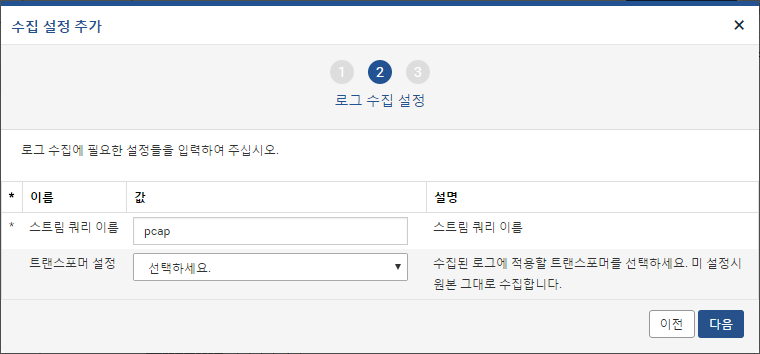 수집 설정 추가 ×
1 2 3
로그 수집 설정
로그 수집에 필요한 설정들을 입력하여 주십시오.
* 이름 값 설명
* 스트림 쿼리 이름 pcap 스트림 쿼리 이름
트랜스포머 설정 선택하세요. ▼ 수집된 로그에 적용할 트랜스포머를 선택하세요. 미 설정시
원본 그대로 수집합니다.
이전 다음